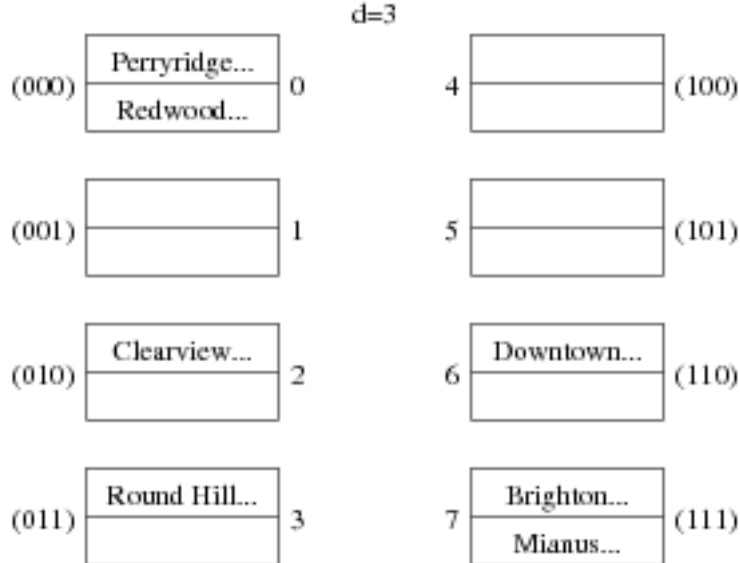 d=3
Perryridge...
(000) 0 4 (100)
Redwood...
(001) 1 5 (101)
Clearview... Downtown...
(010) 2 6 (110)
Round Hill... Brighton...
(011) 3 7 (111)
Mianus...